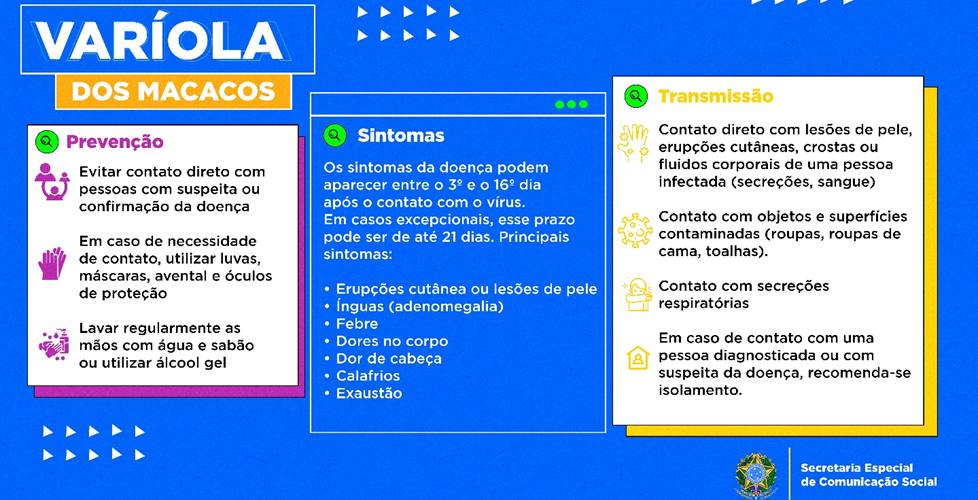 VARÍOLA
DOS MACACOS
Prevenção
Evitar contato direto com
pessoas com suspeita ou
confirmação da doença
Em caso de necessidade
de contato, utilizar luvas,
máscaras, avental e óculos
de proteção
Lavar regularmente as
mãos com água e sabão
ou utilizar álcool gel
Sintomas
Os sintomas da doença podem
aparecer entre o 3º e o 16º dia
após o contato com o vírus.
Em casos excepcionais, esse prazo
pode ser de até 21 dias. Principais
sintomas:
• Erupções cutânea ou lesões de pele
• Ínguas (adenomegalia)
• Febre
• Dores no corpo
• Dor de cabeça
• Calafrios
• Exaustão
Transmissão
Contato direto com lesões de pele,
erupções cutâneas, crostas ou
fluidos corporais de uma pessoa
infectada (secreções, sangue)
Contato com objetos e superfícies
contaminadas (roupas, roupas de
cama, toalhas).
Contato com secreções
respiratórias
Em caso de contato com uma
pessoa diagnosticada ou com
suspeita da doença, recomenda-se
isolamento.
Secretaria Especial
de Comunicação Social